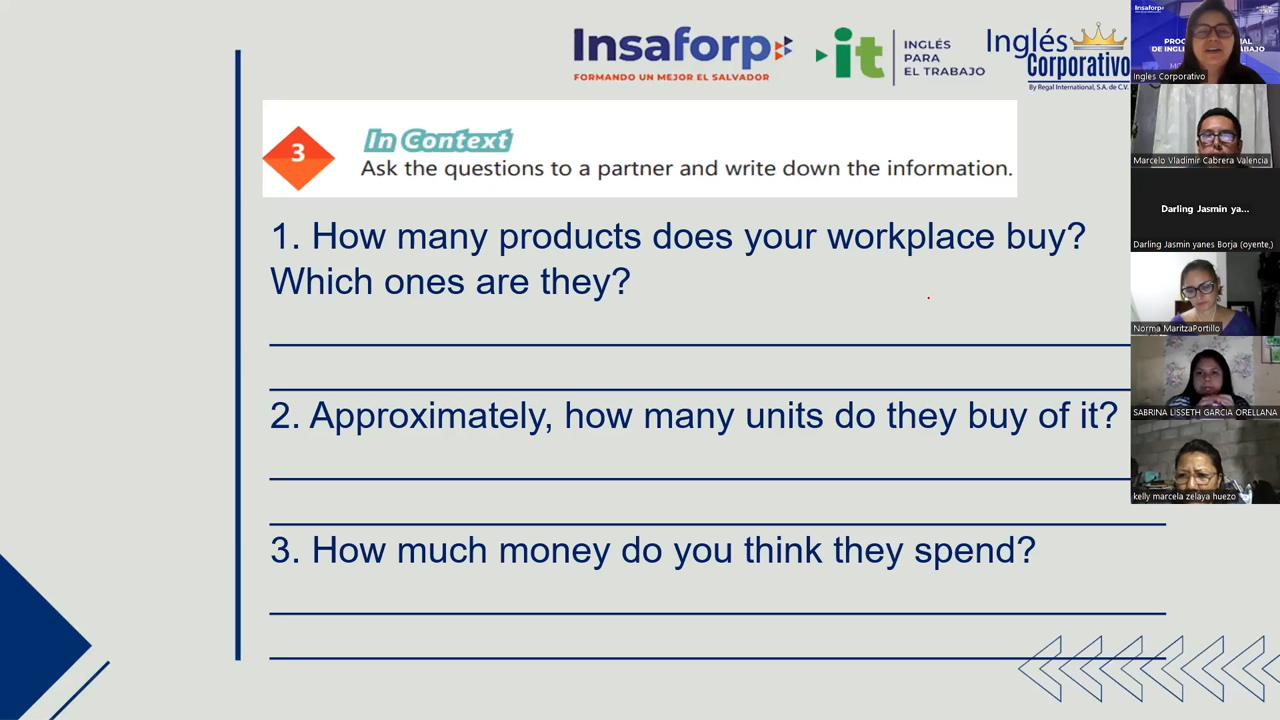 Insaforp
FORMANDO UN MEJOR EL SALVADOR
it
INGLÉS
PARA
EL TRABAJO
Inglés
Corporativo
By Regal International, S.A. de C.V.
3
In Context
Ask the questions to a partner and write down the information.
1. How many products does your workplace buy?
Which ones are they?
2. Approximately, how many units do they buy of it?
3. How much money do you think they spend?
Insaforp
Ingles Corporativo
Marcelo Vladimir Cabrera Valencia
Darling Jasmin ya...
Darling Jasmin yanes Borja (oyente,)
Norma MaritzaPortillo
SABRINA LISSETH GARCIA ORELLANA
kelly marcela zelaya huezo